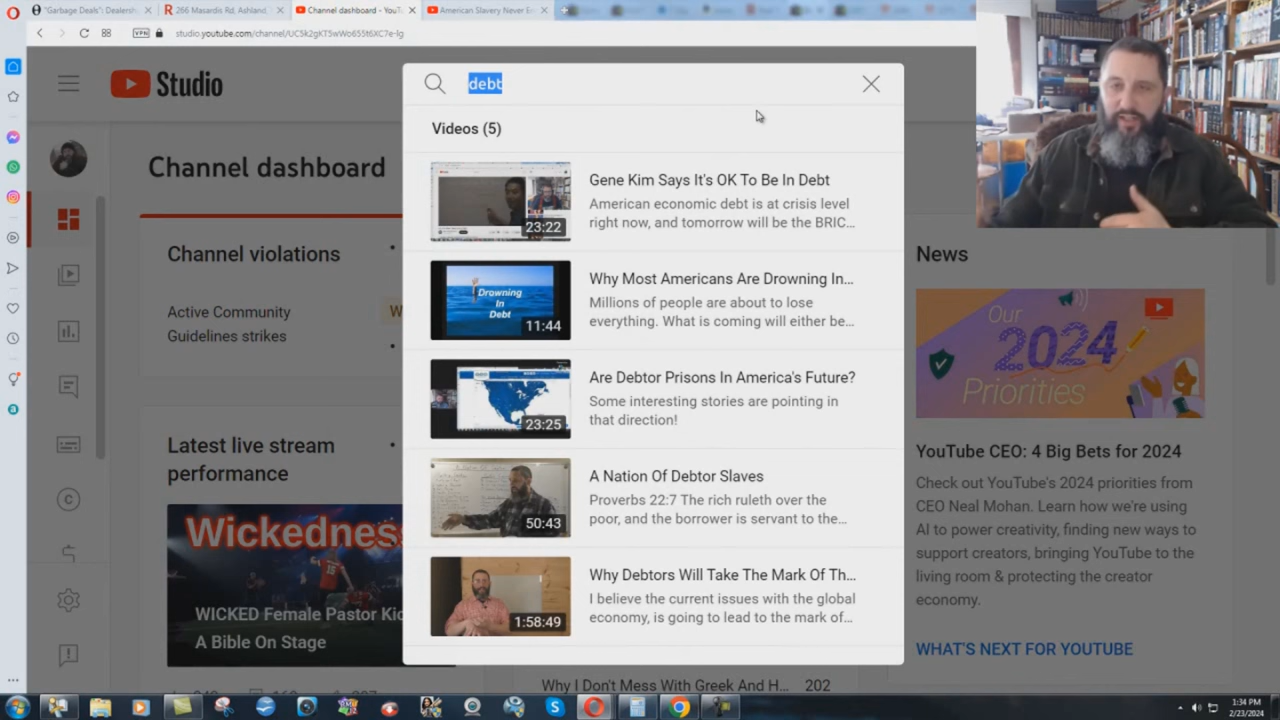 "Garbage Deals": Dealersh
266 Masardis Rd, Ashland,
Channel dashboard - YouT
American Slavery Never En
VPN
studio.youtube.com/channel/UC5k2gKT5wWo655f6XC7e-Ig
Studio
debt
Videos (5)
Channel dashboard
Gene Kim Says It's OK To Be In Debt
American economic debt is at crisis level
right now, and tomorrow will be the BRIC...
23:22
Channel violations
Active Community
Guidelines strikes
W
Drowning
In
Debt
11:44
Why Most Americans Are Drowning In...
Millions of people are about to lose
everything. What is coming will either be...
News
Our
2024
Priorities
23:25
Are Debtor Prisons In America's Future?
Some interesting stories are pointing in
that direction!
Latest live stream
performance
50:43
A Nation Of Debtor Slaves
Proverbs 22:7 The rich ruleth over the
poor, and the borrower is servant to the...
YouTube CEO: 4 Big Bets for 2024
Check out YouTube's 2024 priorities from
CEO Neal Mohan. Learn how we're using
AI to power creativity, finding new ways to
support creators, bringing YouTube to the
living room & protecting the creator
economy.
WHAT'S NEXT FOR YOUTUBE
Wickednes
WICKED Female Pastor Kic
A Bible On Stage
1:58:49
Why Debtors Will Take The Mark Of Th...
I believe the current issues with the global
economy, is going to lead to the mark of...
Why I Don't Mess With Greek And H...
202
1:34 PM
2/23/2024